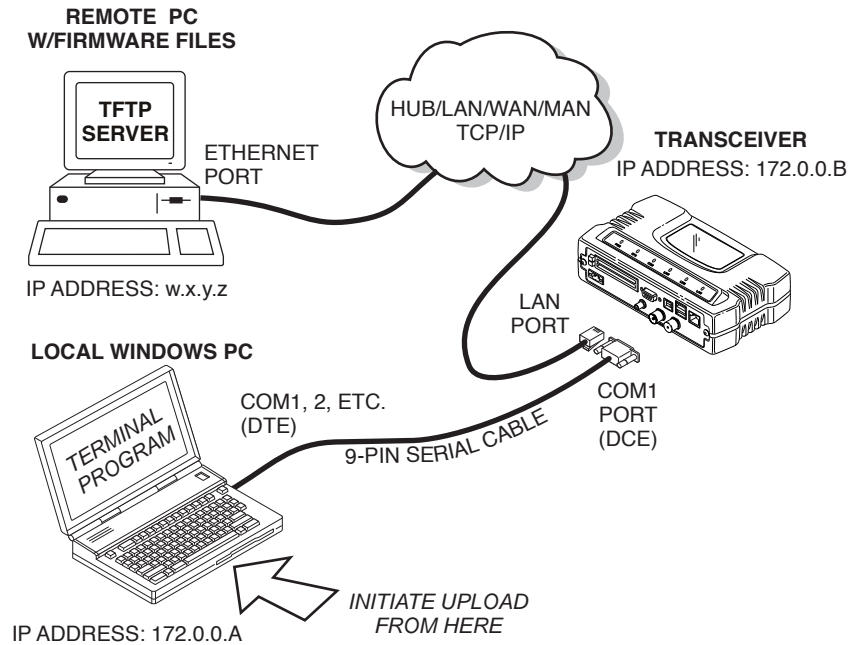 REMOTE PC
W/FIRMWARE FILES
TFTP
SERVER
ETHERNET
PORT
HUB/LAN/WAN/MAN
TCP/IP
TRANSCEIVER
IP ADDRESS: 172.0.0.B
IP ADDRESS: w.x.y.z
LAN
PORT
LOCAL WINDOWS PC
COM1, 2, ETC.
(DTE)
COM1
PORT
(DCE)
9-PIN SERIAL CABLE
TERMINAL
PROGRAM
INITIATE UPLOAD
FROM HERE
IP ADDRESS: 172.0.0.A